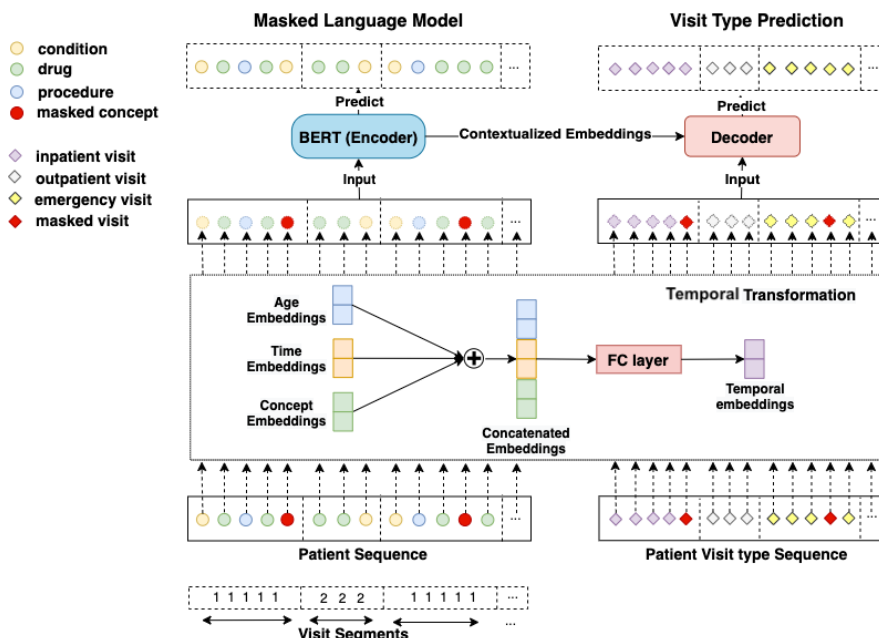 Masked Language Model
Visit Type Prediction
condition
drug
procedure
masked concept
inpatient visit
outpatient visit
emergency visit
masked visit
...
...
Predict
Predict
BERT (Encoder)
Contextualized Embeddings
Decoder
Input
Input
...
...
Temporal Transformation
Age
Embeddings
Time
Embeddings
Concept
Embeddings
+
Concatenated
Embeddings
FC layer
Temporal
embeddings
...
...
Patient Sequence
Patient Visit type Sequence
1 1 1 1 1 2 2 2 1 1 1 1 1 ...
...
Visit Segments